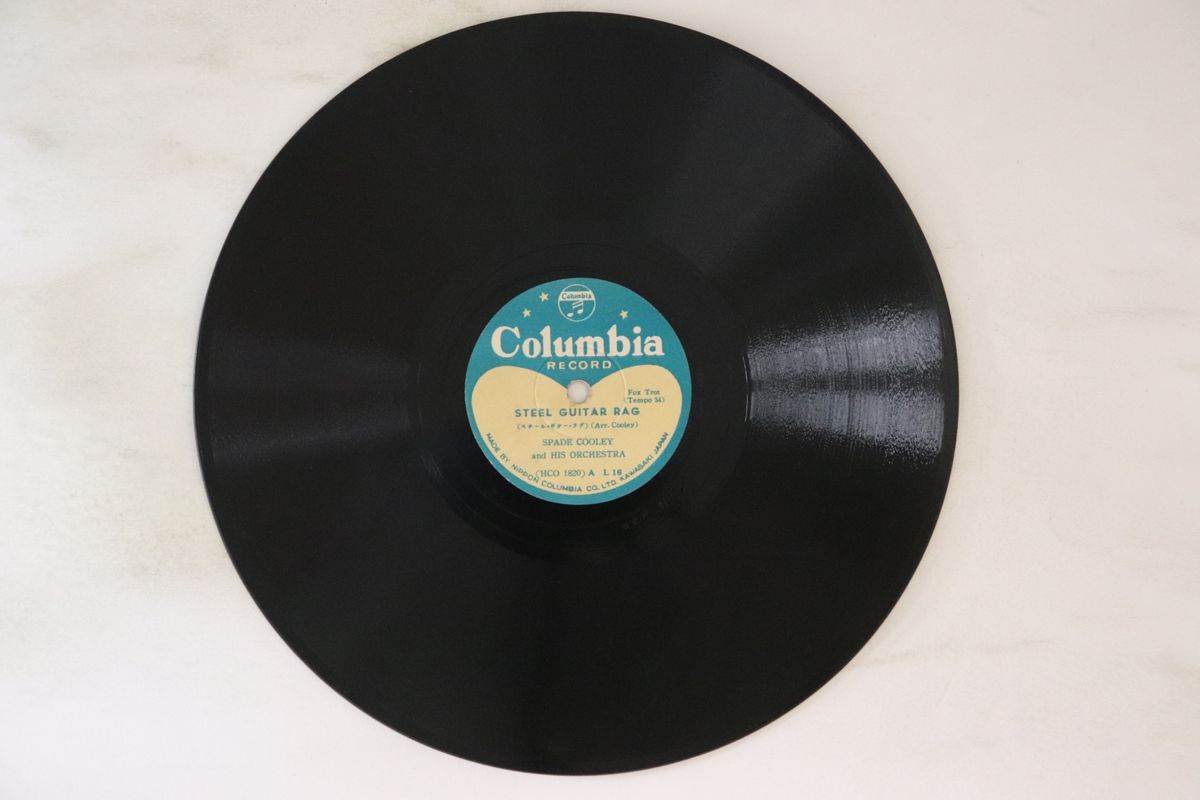 Columbia
Columbia
RECORD
Fox Trot
(Tempo 54)
STEEL GUITAR RAG
(スチール・ギター・ラグ) (Arr. Cooley)
SPADE COOLEY
and HIS ORCHESTRA
(HCO 1820) A L 16
MADE BY NIPPON COLUMBIA CO., LTD. KAWASAKI JAPAN